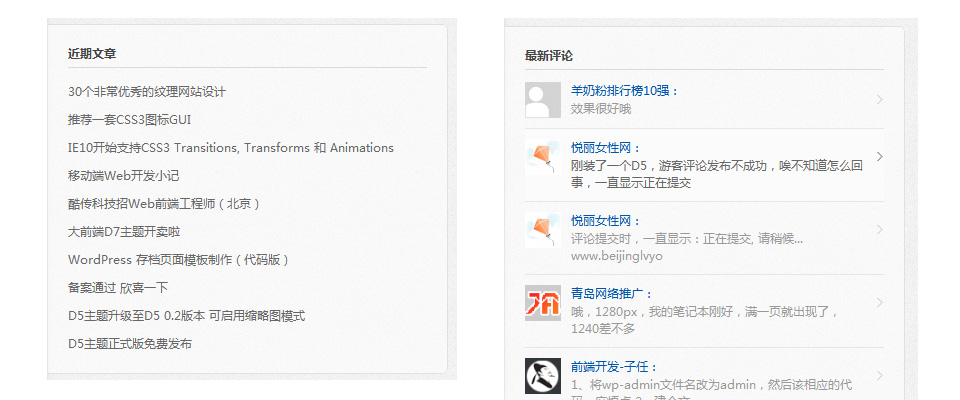 近期文章
30个非常优秀的纹理网站设计
推荐一套CSS3图标GUI
IE10开始支持CSS3 Transitions, Transforms 和 Animations
移动端Web开发小记
酷传科技招Web前端工程师（北京）
大前端D7主题开卖啦
WordPress 存档页面模板制作（代码版）
备案通过 欣喜一下
D5主题升级至D5 0.2版本 可启用缩略图模式
D5主题正式版免费发布
最新评论
羊奶粉排行榜10强：
效果很好哦
悦丽女性网：
刚装了一个D5，游客评论发布不成功，唉不知道怎么回
事，一直显示正在提交
悦丽女性网：
评论提交时，一直显示：正在提交, 请稍候...
www.beijinglvyo
青岛网络推广：
哦，1280px，我的笔记本刚好，满一页就出现了，
1240差不多
前端开发-子任：
1、将wp-admin文件名改为admin，然后该相应的代